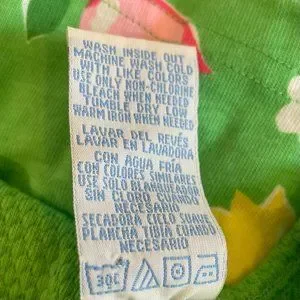 WASH INSIDE OUT
MACHINE WASH COLD
WITH LIKE COLORS
USE ONLY NON-CHLORINE
BLEACH WHEN NEEDED
TUMBLE DRY LOW
WARM IRON WHEN NEEDED
LAVAR DEL REVÉS
LAVAR EN LAVADORA
CON AGUA FRÍA
CON COLORES SIMILARES
USE SOLO BLANQUEADOR
SIN CLORO CUANDO
NECESARIO
SECADORA CICLO SUAVE
PLANCHA TIBIA CUANDO
NECESARIO
30C